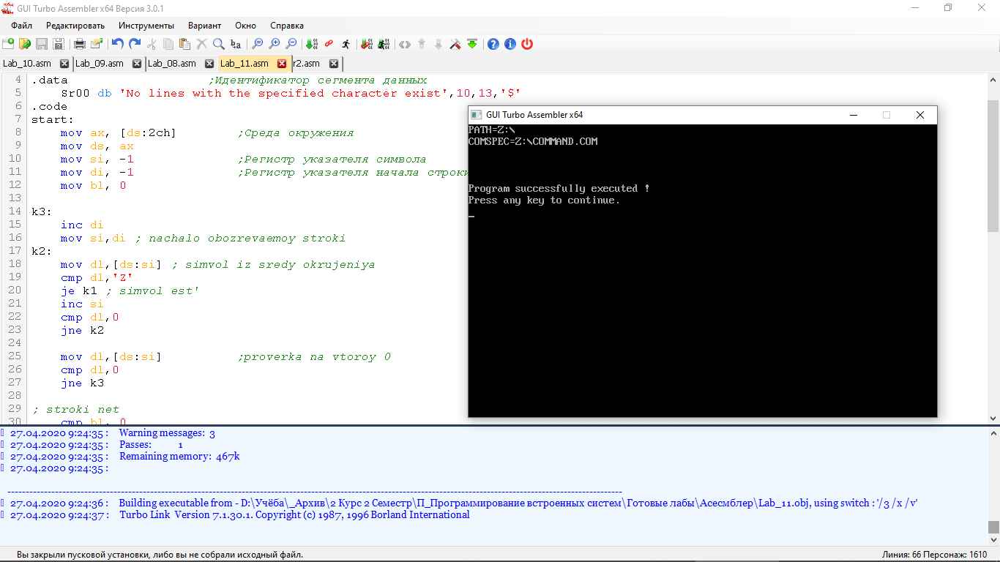 GUI Turbo Assembler x64 Версия 3.0.1
Файл Редактировать Инструменты Вариант Окно Справка
Lab_10.asm Lab_09.asm Lab_08.asm Lab_11.asm r2.asm
4 .data ;Идентификатор сегмента данных
5 Sr00 db 'No lines with the specified character exist',10,13,'$'
6 .code
7 start:
8 mov ax, [ds:2ch] ;Среда окружения
9 mov ds, ax
10 mov si, -1 ;Регистр указателя символа
11 mov di, -1 ;Регистр указателя начала строки
12 mov bl, 0
13
14 k3:
15 inc di
16 mov si,di ; nachalo obozrevaemoy stroki
17 k2:
18 mov dl,[ds:si] ; simvol iz sredy okrujeniya
19 cmp dl,'Z'
20 je k1 ; simvol est'
21 inc si
22 cmp dl,0
23 jne k2
24
25 mov dl,[ds:si] ;proverka na vtoroy 0
26 cmp dl,0
27 jne k3
28
29 ; stroki net
30 cmp bl, 0
GUI Turbo Assembler x64
PATH=Z:\
COMSPEC=Z:\COMMAND.COM
Program successfully executed !
Press any key to continue.
27.04.2020 9:24:35 : Warning messages: 3
27.04.2020 9:24:35 : Passes: 1
27.04.2020 9:24:35 : Remaining memory: 467k
27.04.2020 9:24:35 :
27.04.2020 9:24:36 : Building executable from - D:\Учёба\_Архив\2 Курс 2 Семестр\П_Программирование встроенных систем\Готовые лабы\Асесмблер\Lab_11.obj, using switch : '/3 /x /v'
27.04.2020 9:24:37 : Turbo Link Version 7.1.30.1. Copyright (c) 1987, 1996 Borland International
Вы закрыли пусковой установки, либо вы не собрали исходный файл. Линия: 66 Персонаж: 1610